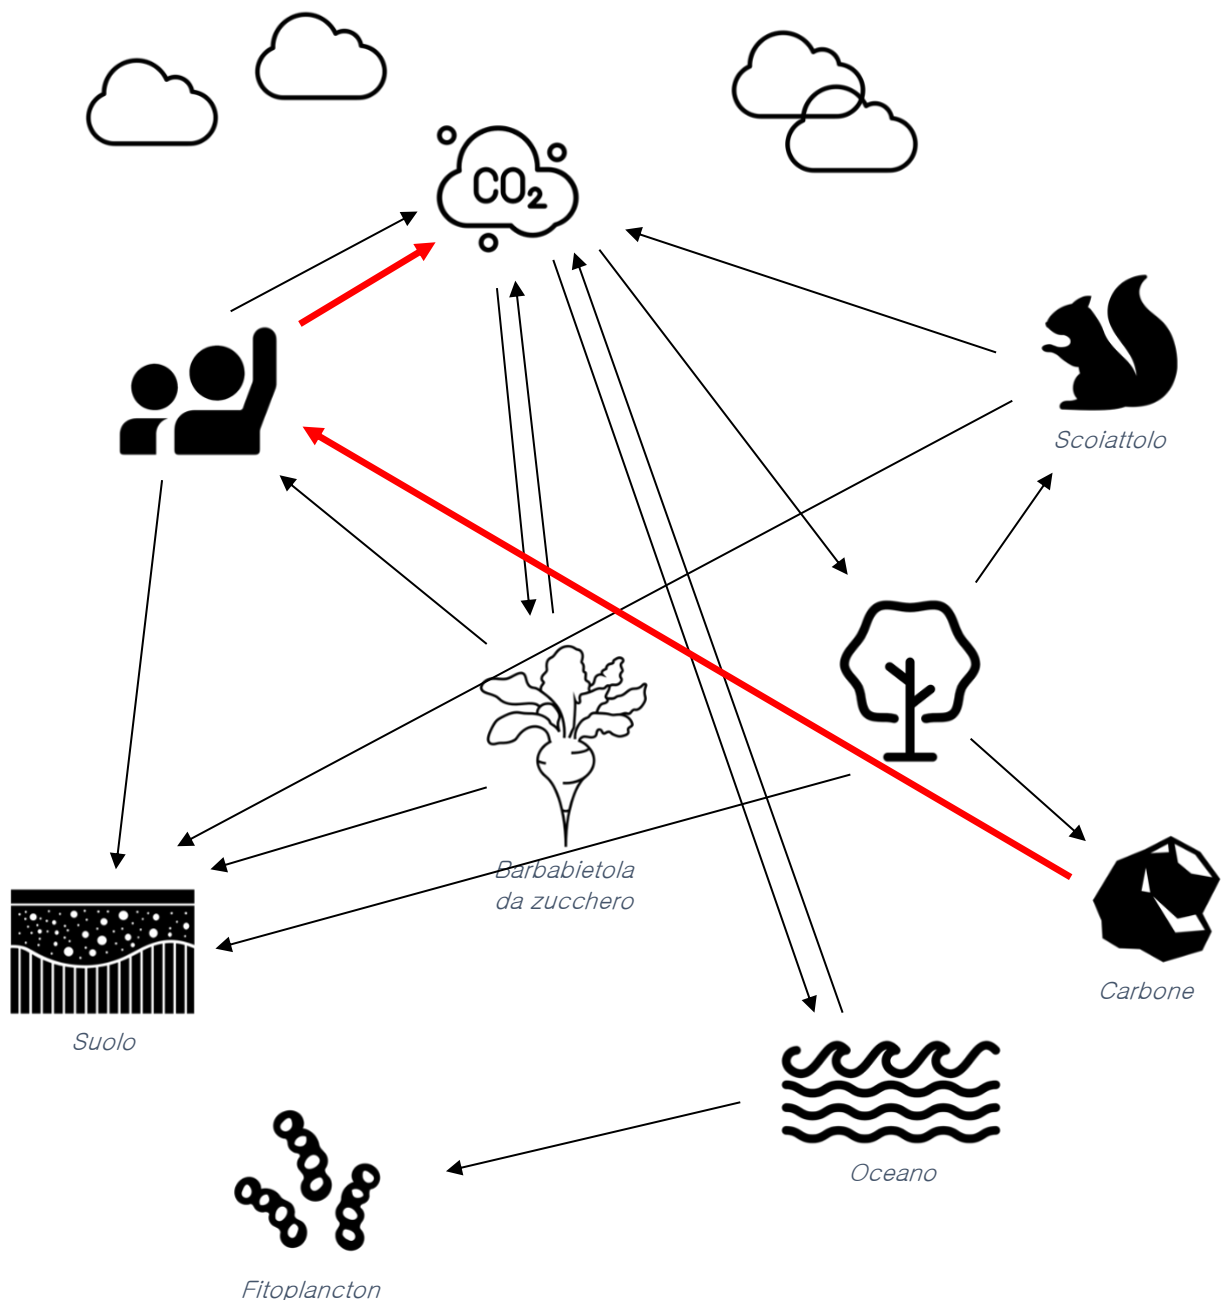 CO₂
Scoiattolo
Barbabietola
da zucchero
Carbone
Suolo
Oceano
Fitoplancton